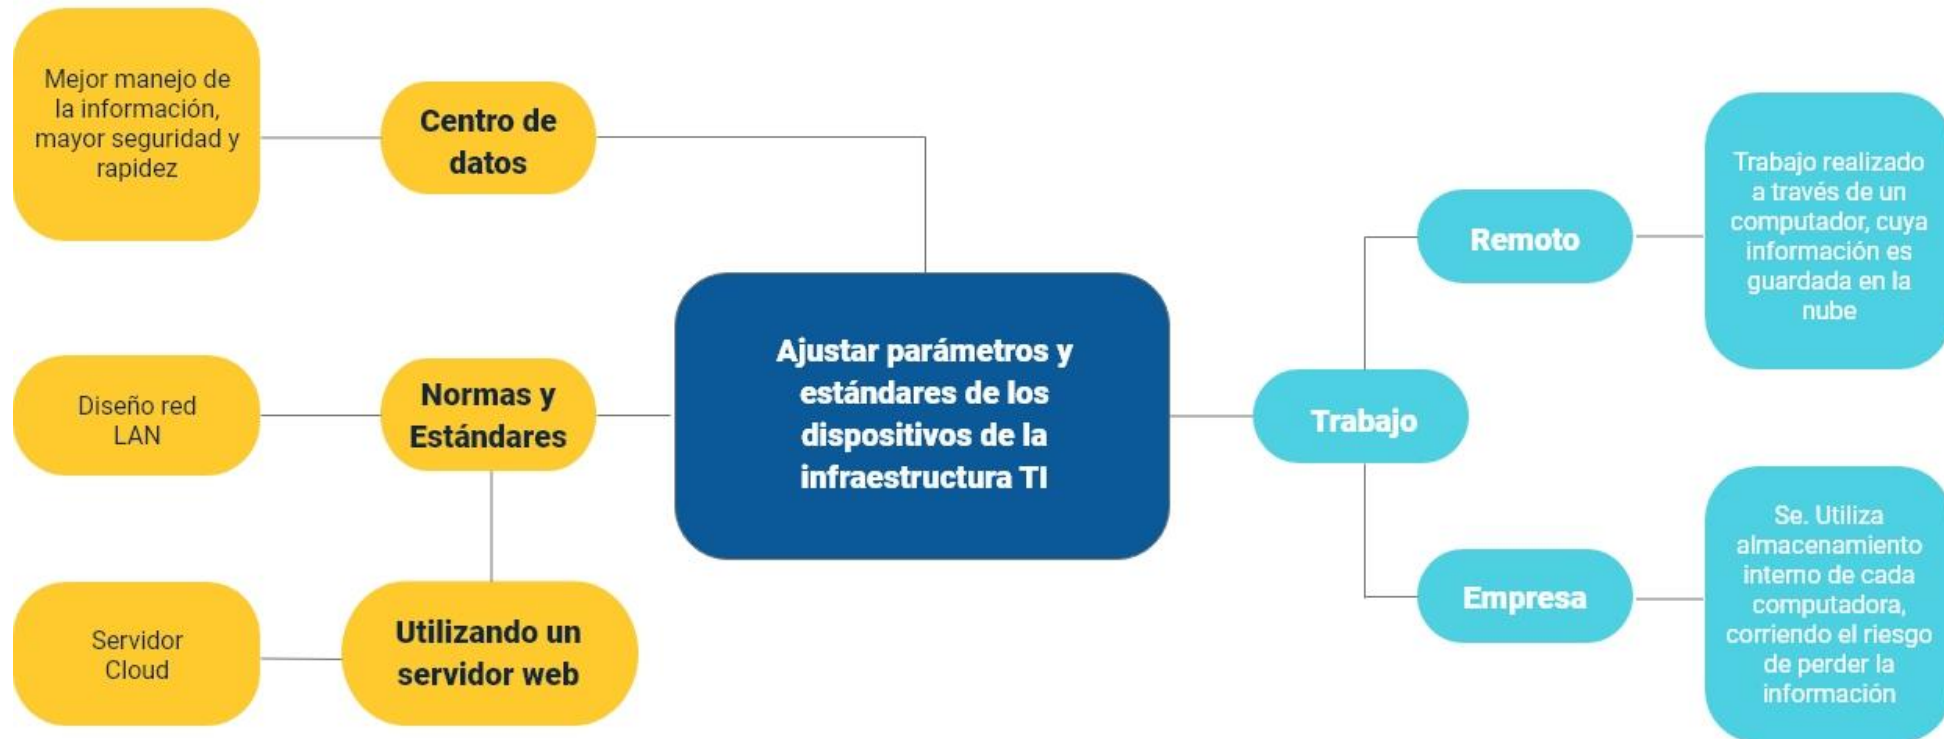 Mejor manejo de
la información,
mayor seguridad y
rapidez
Centro de
datos
Diseño red
LAN
Normas y
Estándares
Servidor
Cloud
Utilizando un
servidor web
Ajustar parámetros y
estándares de los
dispositivos de la
infraestructura TI
Trabajo
Remoto
Trabajo realizado
a través de un
computador, cuya
información es
guardada en la
nube
Empresa
Se. Utiliza
almacenamiento
interno de cada
computadora,
corriendo el riesgo
de perder la
información